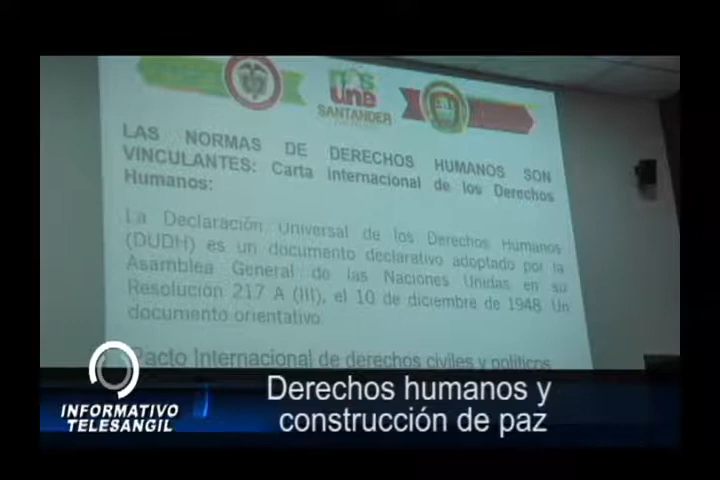 nos
une
SANTANDER
LAS NORMAS DE DERECHOS HUMANOS SON
VINCULANTES: Carta Internacional de los Derechos
Humanos:
La Declaración Universal de los Derechos Humanos
(DUDH) es un documento declarativo adoptado por la
Asamblea General de las Naciones Unidas en su
Resolución 217 A (III), el 10 de diciembre de 1948. Un
documento orientativo.
Pacto Internacional de derechos civiles y políticos
INFORMATIVO
TELESANGIL
Derechos humanos y
construcción de paz